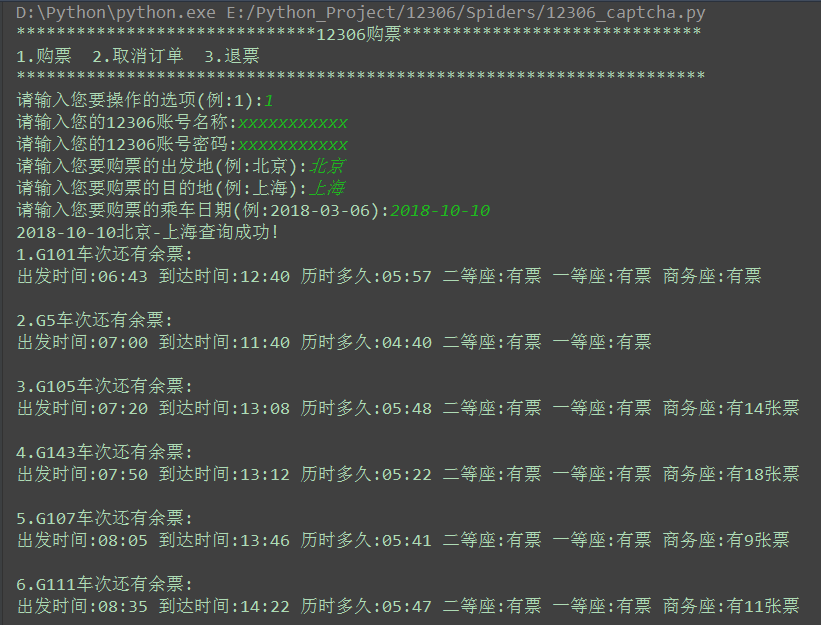 D:\Python\python.exe E:/Python_Project/12306/Spiders/12306_captcha.py
******************************12306购票******************************
1.购票  2.取消订单  3.退票
*********************************************************************
请输入您要操作的选项(例:1):1
请输入您的12306账号名称:xxxxxxxxxxx
请输入您的12306账号密码:xxxxxxxxxxx
请输入您要购票的出发地(例:北京):北京
请输入您要购票的目的地(例:上海):上海
请输入您要购票的乘车日期(例:2018-03-06):2018-10-10
2018-10-10北京-上海查询成功!
1.G101车次还有余票:
出发时间:06:43 到达时间:12:40 历时多久:05:57 二等座:有票 一等座:有票 商务座:有票
2.G5车次还有余票:
出发时间:07:00 到达时间:11:40 历时多久:04:40 二等座:有票 一等座:有票
3.G105车次还有余票:
出发时间:07:20 到达时间:13:08 历时多久:05:48 二等座:有票 一等座:有票 商务座:有14张票
4.G143车次还有余票:
出发时间:07:50 到达时间:13:12 历时多久:05:22 二等座:有票 一等座:有票 商务座:有18张票
5.G107车次还有余票:
出发时间:08:05 到达时间:13:46 历时多久:05:41 二等座:有票 一等座:有票 商务座:有9张票
6.G111车次还有余票:
出发时间:08:35 到达时间:14:22 历时多久:05:47 二等座:有票 一等座:有票 商务座:有11张票